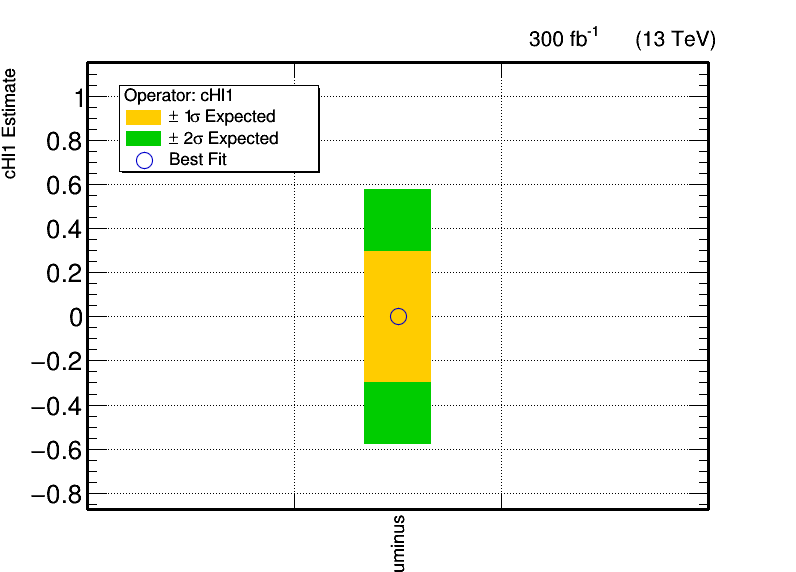 300 fb-1 (13 TeV)
cHl1 Estimate
Operator: cHl1
± 1σ Expected
± 2σ Expected
Best Fit
1
0.8
0.6
0.4
0.2
0
−0.2
−0.4
−0.6
−0.8
uminus